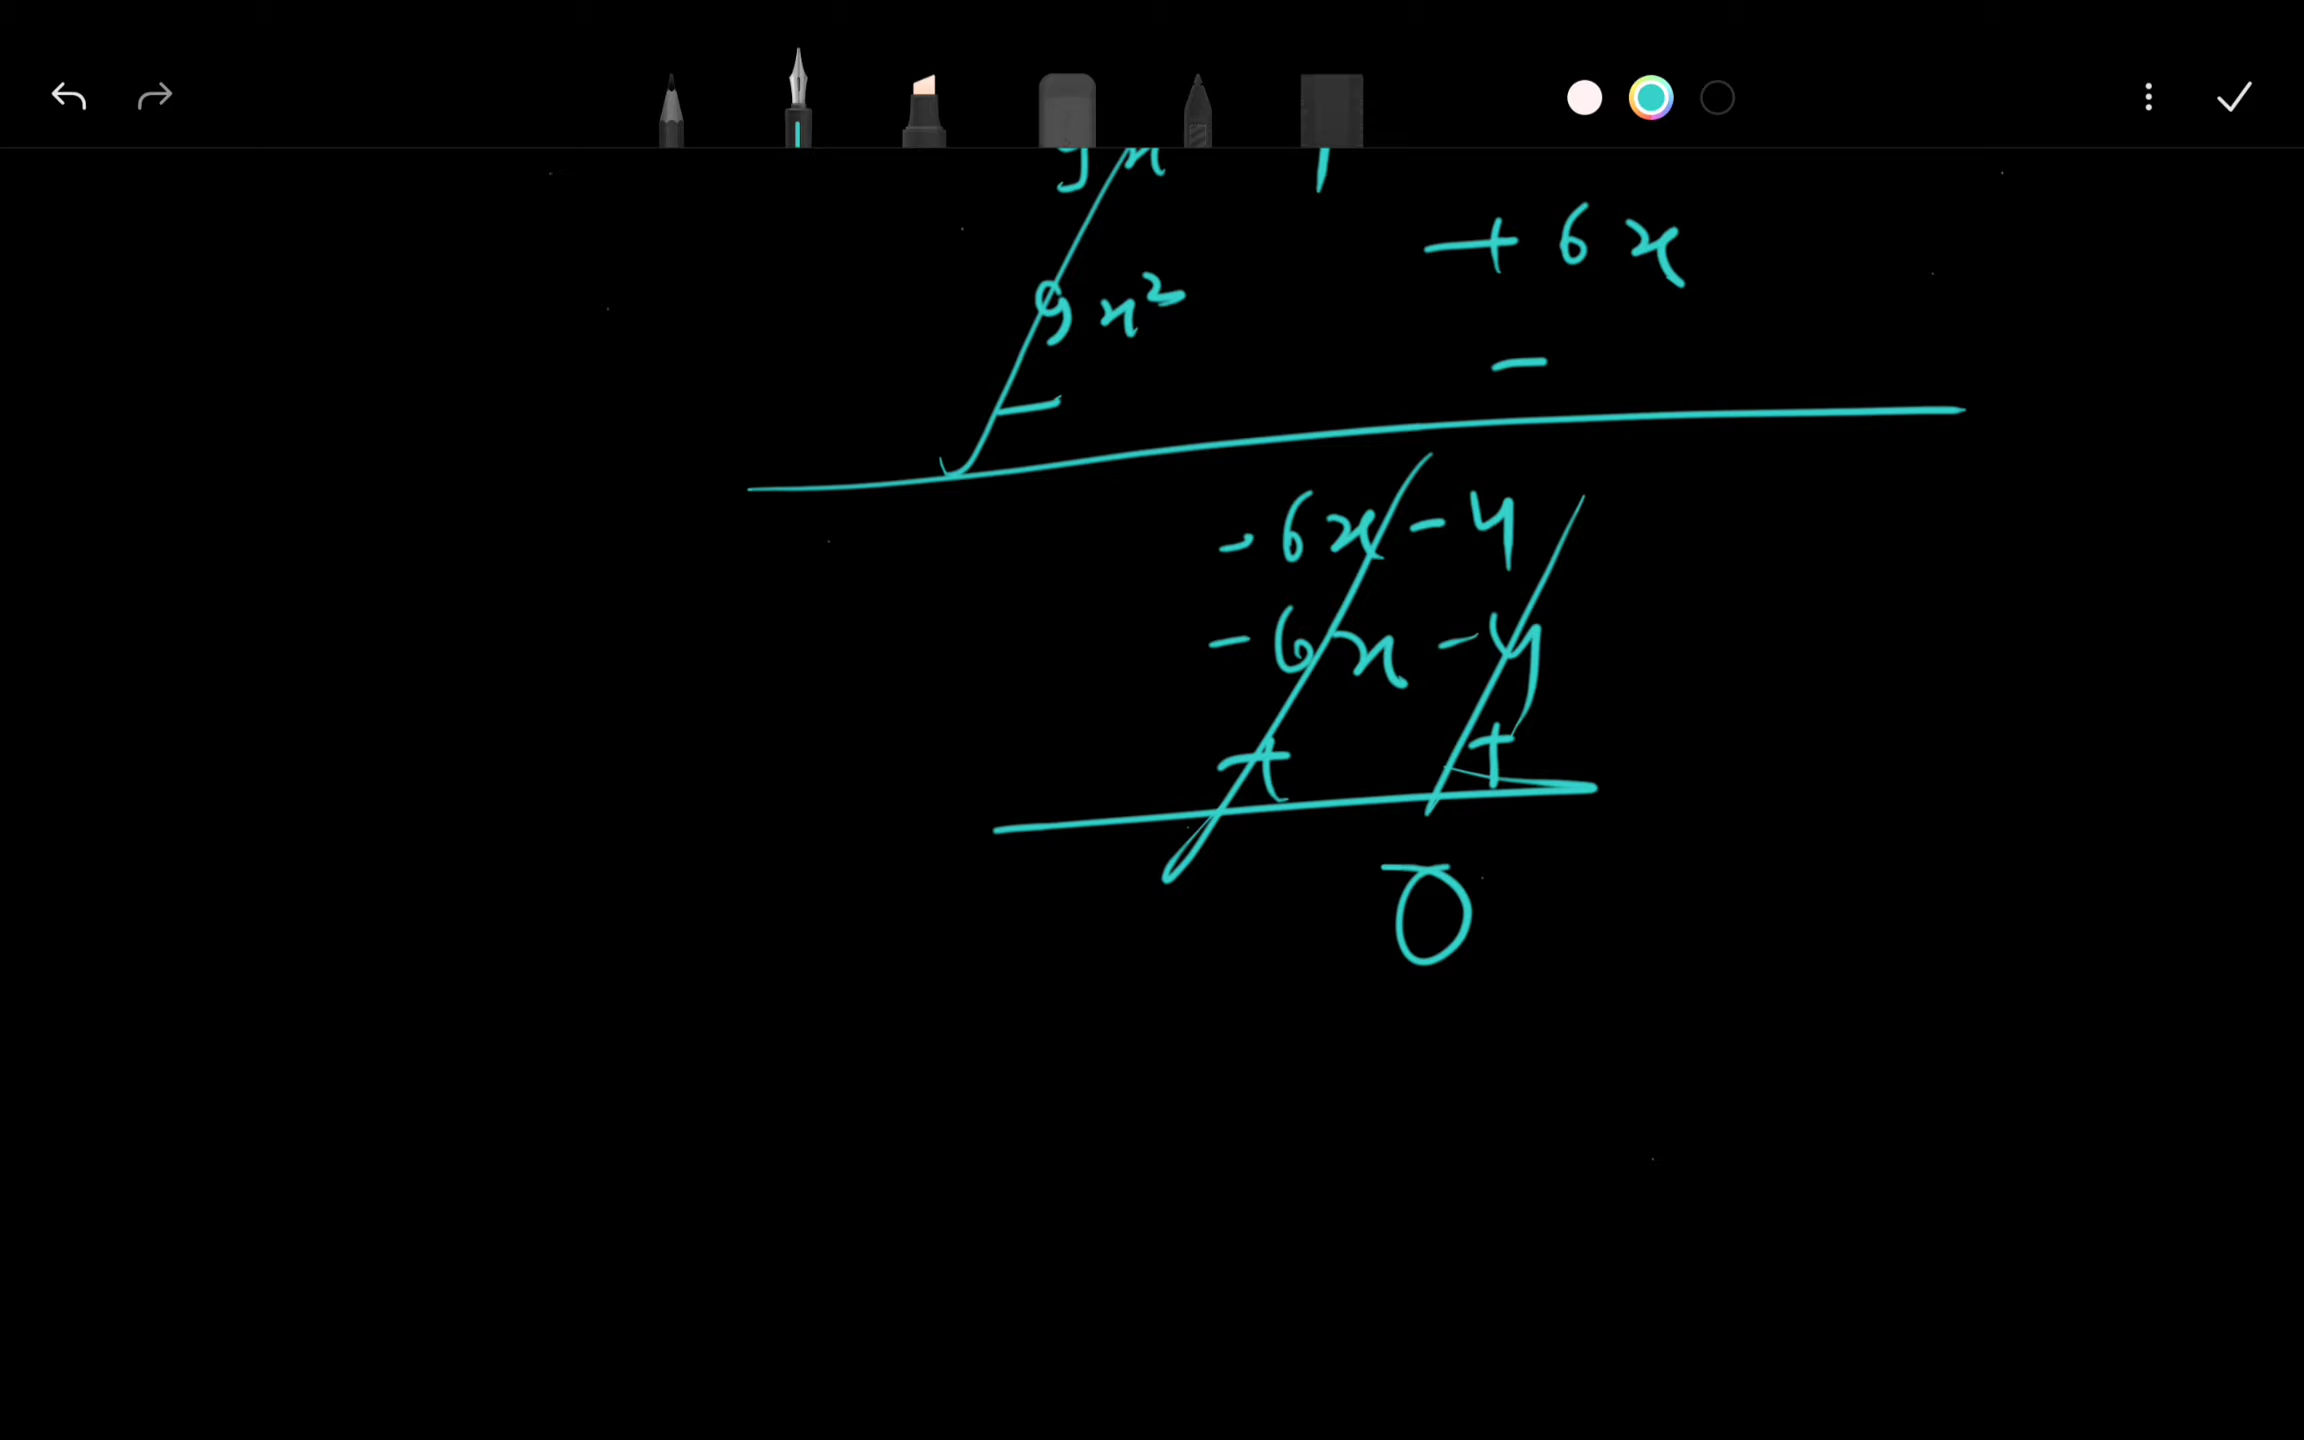 + 6x
9x²
- -
-6x - 4
-6x - 4
+ +
0